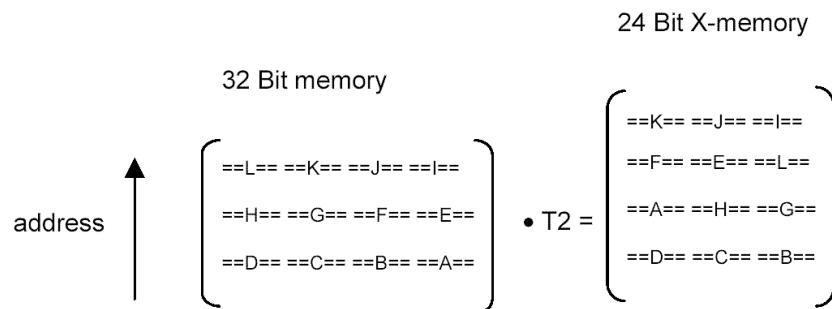 24 Bit X-memory
32 Bit memory
==K== ==J== ==I==
==L== ==K== ==J== ==I==
==F== ==E== ==L==
address
==H== ==G== ==F== ==E==
• T2 =
==A== ==H== ==G==
==D== ==C== ==B== ==A==
==D== ==C== ==B==